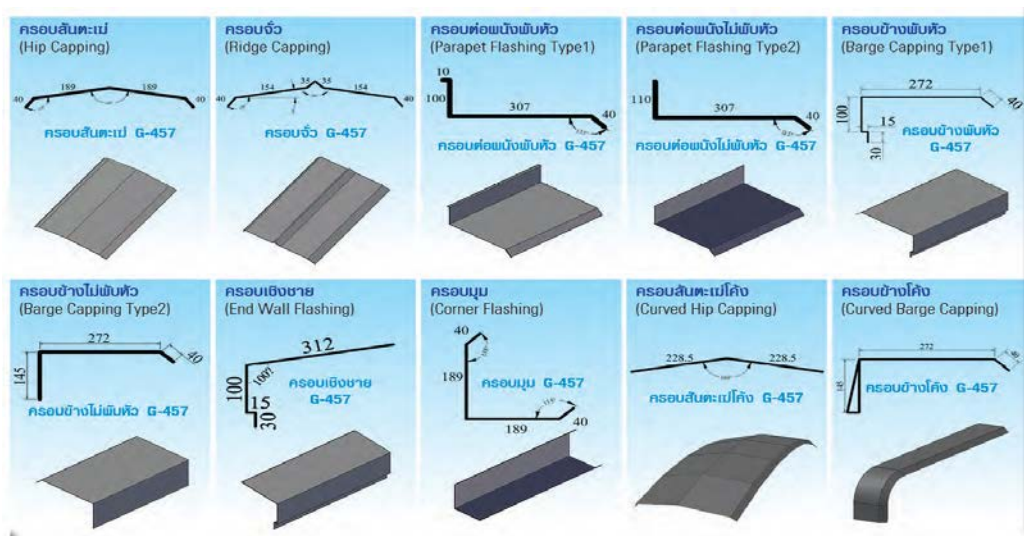 ครอบสันตะเฆ่
(Hip Capping)
189
189
40
40
ครอบสันตะเฆ่ G-457
ครอบจั่ว
(Ridge Capping)
35
35
154
154
40
40
ครอบจั่ว G-457
ครอบต่อผนังพับหัว
(Parapet Flashing Type1)
10
100
307
40
ครอบต่อผนังพับหัว G-457
ครอบต่อผนังไม่พับหัว
(Parapet Flashing Type2)
110
307
40
ครอบต่อผนังไม่พับหัว G-457
ครอบข้างพับหัว
(Barge Capping Type1)
272
40
100
15
30
ครอบข้างพับหัว
G-457
ครอบข้างไม่พับหัว
(Barge Capping Type2)
272
40
145
ครอบข้างไม่พับหัว G-457
ครอบเชิงชาย
(End Wall Flashing)
312
100
100?
15
30
ครอบเชิงชาย
G-457
ครอบมุม
(Corner Flashing)
40
189
ครอบมุม G-457
189
40
ครอบสันตะเฆ่โค้ง
(Curved Hip Capping)
228.5
228.5
ครอบสันตะเฆ่โค้ง G-457
ครอบข้างโค้ง
(Curved Barge Capping)
272
40
145
ครอบข้างโค้ง G-457